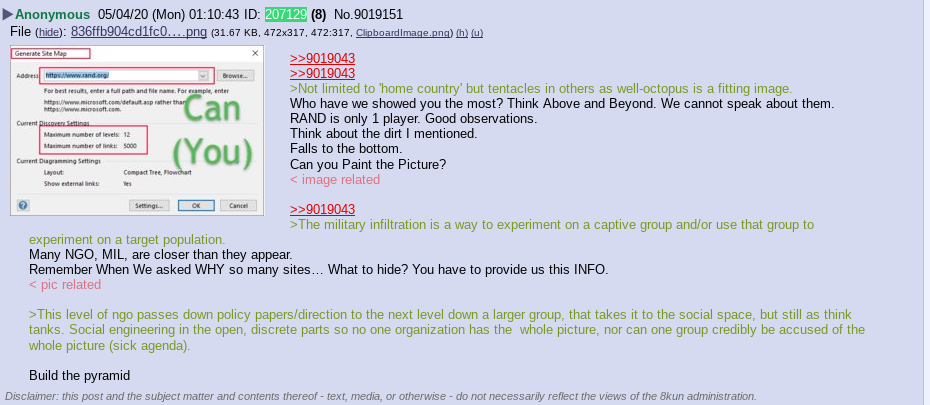 ▶Anonymous 05/04/20 (Mon) 01:10:43 ID: 207129 (8) No.9019151
File (hide): 836ffb904cd1fc0….png (31.67 KB, 472x317, 472:317, ClipboardImage.png) (h) (u)
Generate Site Map
Address: https://www.rand.org/ Browse...
For best results, enter a full path and file name. For example, enter
https://www.microsoft.com/default.asp rather than
https://www.microsoft.com.
Current Discovery Settings
Maximum number of levels: 12
Maximum number of links: 5000
Current Diagramming Settings
Layout: Compact Tree, Flowchart
Show external links: Yes
Settings... OK Cancel
Can
(You)
>>9019043
>>9019043
>Not limited to 'home country' but tentacles in others as well-octopus is a fitting image.
Who have we showed you the most? Think Above and Beyond. We cannot speak about them.
RAND is only 1 player. Good observations.
Think about the dirt I mentioned.
Falls to the bottom.
Can you Paint the Picture?
< image related
>>9019043
>The military infiltration is a way to experiment on a captive group and/or use that group to
experiment on a target population.
Many NGO, MIL, are closer than they appear.
Remember When We asked WHY so many sites… What to hide? You have to provide us this INFO.
< pic related
>This level of ngo passes down policy papers/direction to the next level down a larger group, that takes it to the social space, but still as think
tanks. Social engineering in the open, discrete parts so no one organization has the whole picture, nor can one group credibly be accused of the
whole picture (sick agenda).
Build the pyramid
Disclaimer: this post and the subject matter and contents thereof - text, media, or otherwise - do not necessarily reflect the views of the 8kun administration.